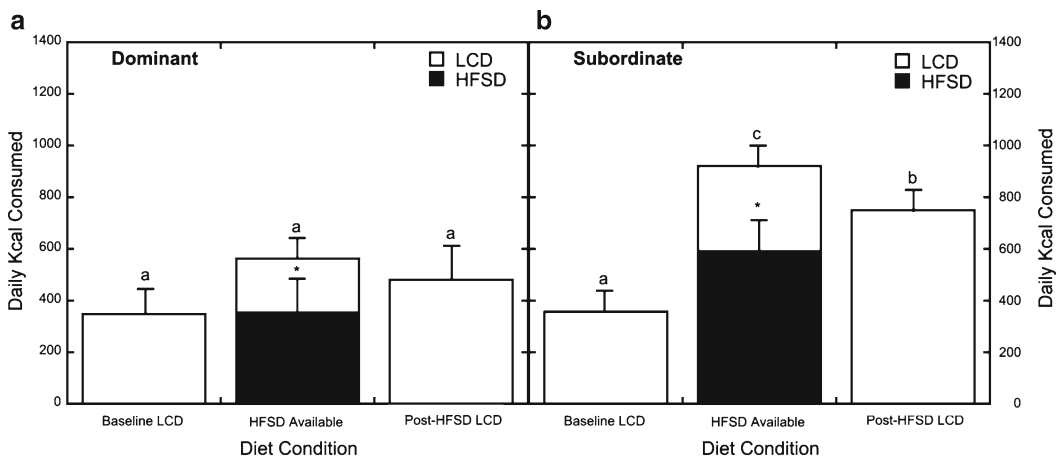 a
b
Dominant
LCD
HFSD
Daily Kcal Consumed
1400
1200
1000
800
600
400
200
0
a
a
*
a
Baseline LCD
HFSD Available
Post-HFSD LCD
Diet Condition
Subordinate
LCD
HFSD
a
c
*
b
Baseline LCD
HFSD Available
Post-HFSD LCD
Diet Condition
1400
1200
1000
800
600
400
200
0
Daily Kcal Consumed